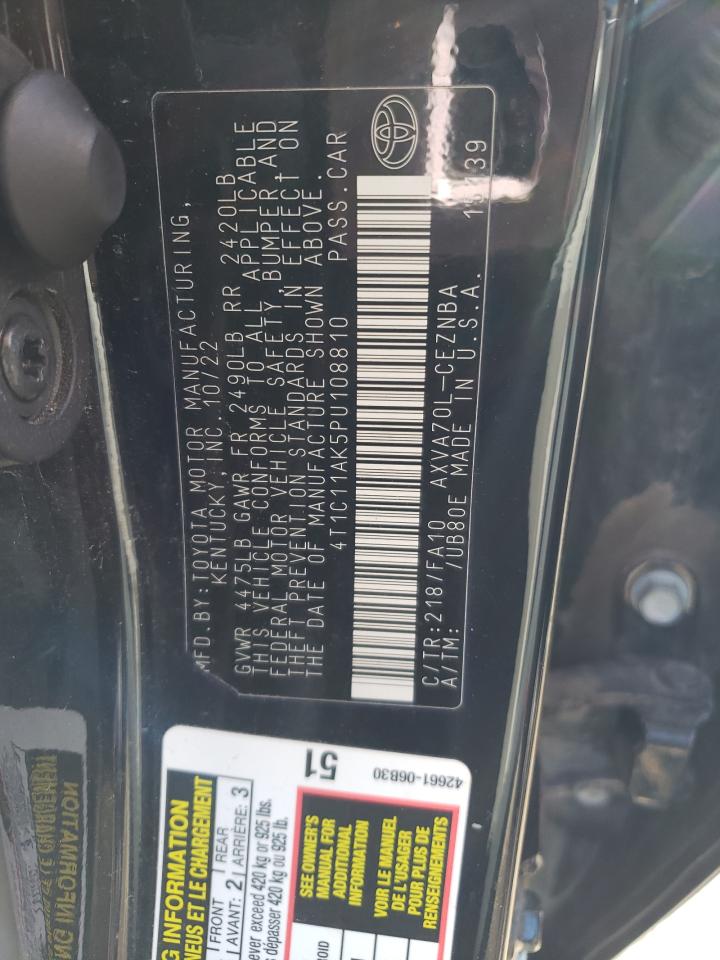 MFD.BY:TOYOTA MOTOR MANUFACTURING,
KENTUCKY, INC. 10/22
GVWR 4475LB GAWR FR 2490LB RR 2420LB
THIS VEHICLE CONFORMS TO ALL APPLICABLE
FEDERAL MOTOR VEHICLE SAFETY, BUMPER, AND
THEFT PREVENTION STANDARDS IN EFFECT ON
THE DATE OF MANUFACTURE SHOWN ABOVE.
4T1C11AK5PU108810 PASS.CAR
C/TR:218/FA10 AXVA70L-CEZNBA
A/TM: /UB80E MADE IN U.S.A.
G INFORMATION
NEUS ET LE CHARGEMENT
FRONT REAR
AVANT: 2 ARRIÈRE: 3
ever exceed 420 kg or 925 lbs.
dépasser 420 kg ou 925 lb.
SEE OWNER'S
MANUAL FOR
ADDITIONAL
INFORMATION
VOIR LE MANUEL
DE L'USAGER
POUR PLUS DE
RENSEIGNEMENTS
51
42661-06B30